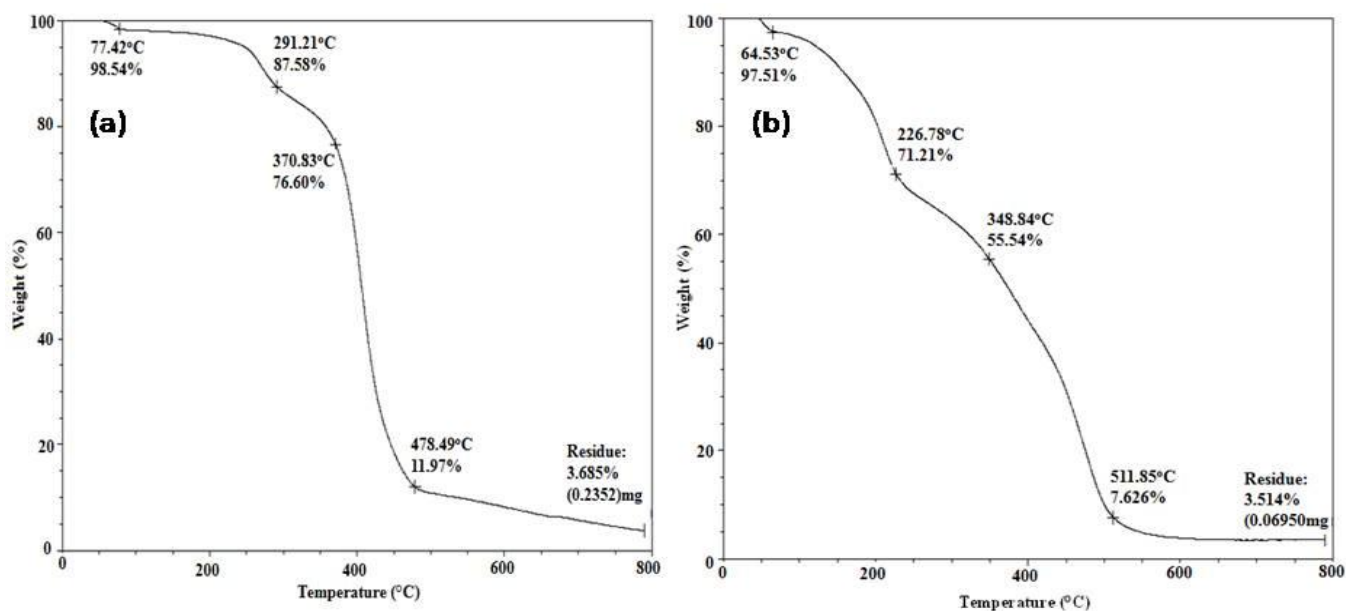 100
80
60
40
20
0
0
200
400
600
800
Weight (%)
Temperature (°C)
(a)
77.42°C
98.54%
291.21°C
87.58%
370.83°C
76.60%
478.49°C
11.97%
Residue:
3.685%
(0.2352)mg
100
80
60
40
20
0
0
200
400
600
800
Weight (%)
Temperature (°C)
(b)
64.53°C
97.51%
226.78°C
71.21%
348.84°C
55.54%
511.85°C
7.626%
Residue:
3.514%
(0.06950mg